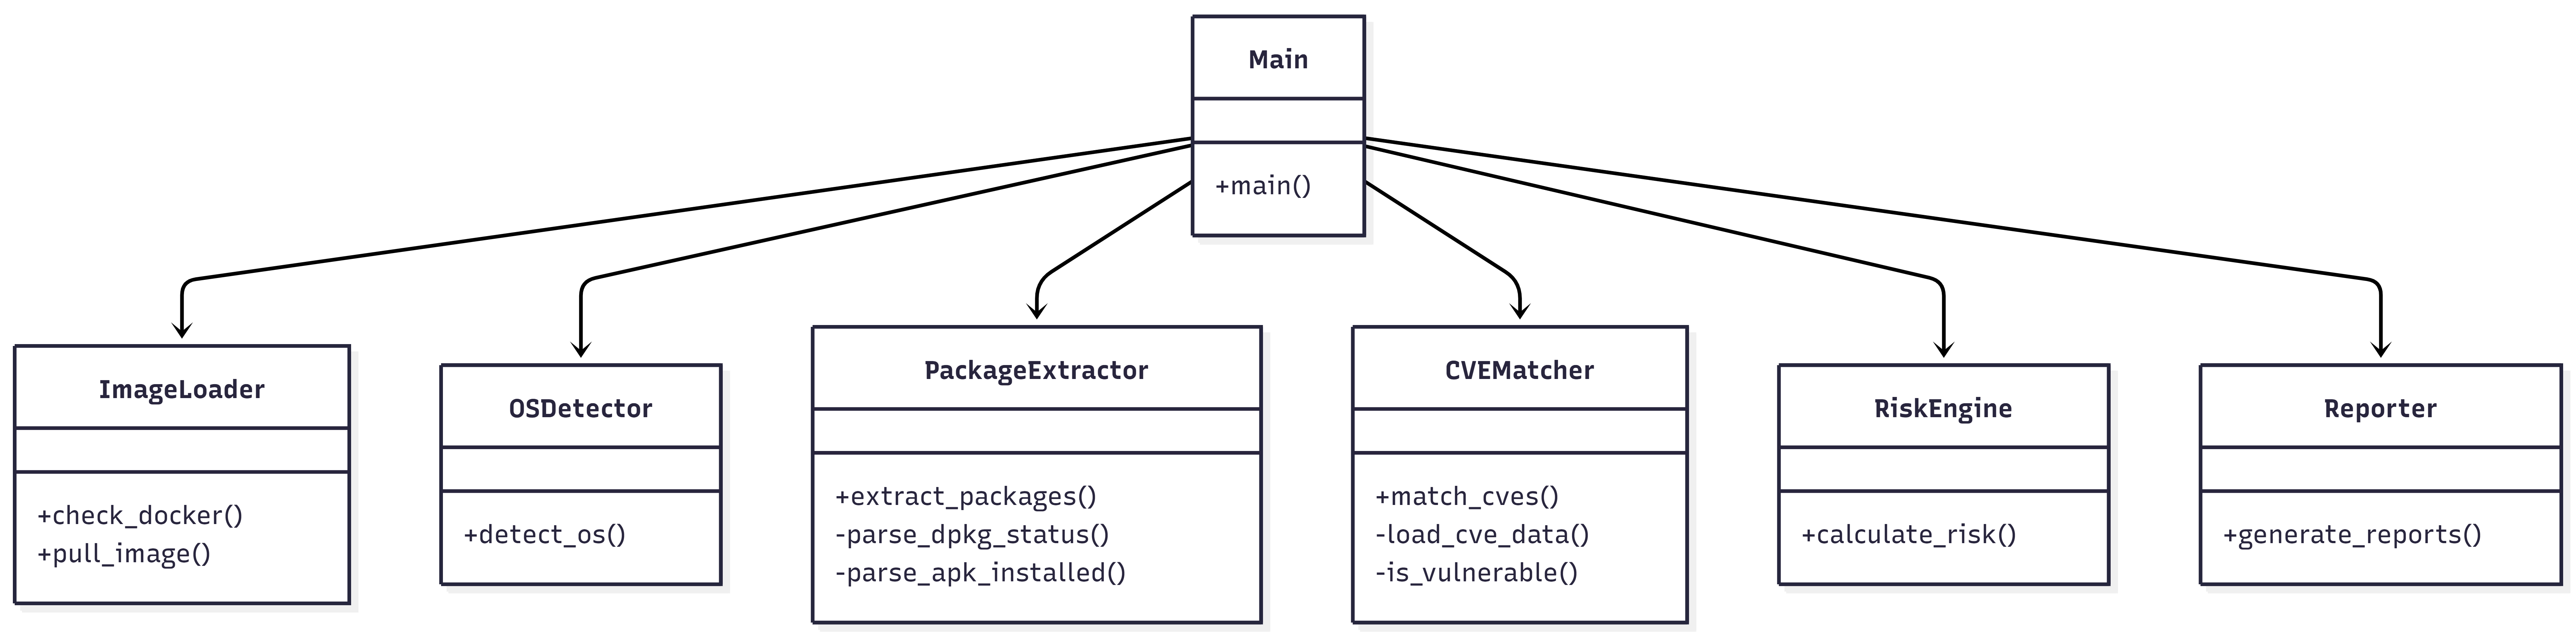 Main
+main()
ImageLoader
+check_docker()
+pull_image()
OSDetector
+detect_os()
PackageExtractor
+extract_packages()
-parse_dpkg_status()
-parse_apk_installed()
CVEMatcher
+match_cves()
-load_cve_data()
-is_vulnerable()
RiskEngine
+calculate_risk()
Reporter
+generate_reports()